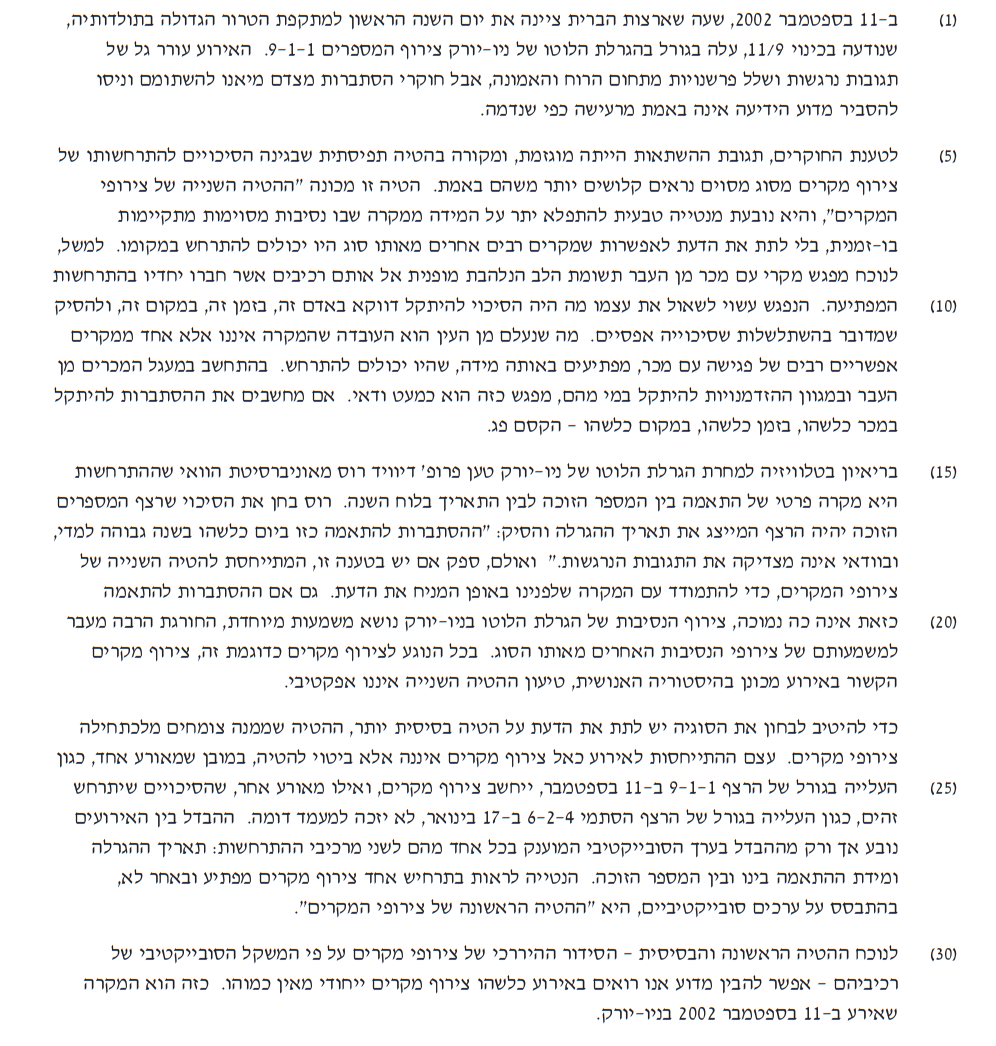 (1) ב-11 בספטמבר 2002, שעה שארצות הברית ציינה את יום השנה הראשון למתקפת הטרור הגדולה בתולדותיה,
שנודעה בכינוי 11/9, עלה בגורל בהגרלת הלוטו של ניו-יורק צירוף המספרים 9-1-1. האירוע עורר גל של
תגובות נרגשות ושלל פרשנויות מתחום הרוח והאמונה, אבל חוקרי הסתברות מצדם מיאנו להשתומם וניסו
להסביר מדוע הידיעה אינה באמת מרעישה כפי שנדמה.
(5) לטענת החוקרים, תגובת ההשתאות הייתה מוגזמת, ומקורה בהטיה תפיסתית שבגינה הסיכויים להתרחשותו של
צירוף מקרים מסוג מסוים נראים קלושים יותר משהם באמת. הטיה זו מכונה "ההטיה השנייה של צירופי
המקרים", והיא נובעת מנטייה טבעית להתפלא יתר על המידה ממקרה שבו נסיבות מסוימות מתקיימות
בו-זמנית, בלי לתת את הדעת לאפשרות שמקרים רבים אחרים מאותו סוג היו יכולים להתרחש במקומו. למשל,
לנוכח מפגש מקרי עם מכר מן העבר תשומת הלב הנלהבת מופנית אל אותם רכיבים אשר חברו יחדיו בהתרחשות
(10) המפתיעה. הנפגש עשוי לשאול את עצמו מה היה הסיכוי להיתקל דווקא באדם זה, בזמן זה, במקום זה, ולהסיק
שמדובר בהשתלשלות שסיכוייה אפסיים. מה שנעלם מן העין הוא העובדה שהמקרה איננו אלא אחד ממקרים
אפשריים רבים של פגישה עם מכר, מפתיעים באותה מידה, שהיו יכולים להתרחש. בהתחשב במעגל המכרים מן
העבר ובמגוון ההזדמנויות להיתקל במי מהם, מפגש כזה הוא כמעט ודאי. אם מחשבים את ההסתברות להיתקל
במכר כלשהו, בזמן כלשהו, במקום כלשהו - הקסם פג.
(15) בריאיון בטלוויזיה למחרת הגרלת הלוטו של ניו-יורק טען פרופ' דיוויד רוס מאוניברסיטת הוואי שההתרחשות
היא מקרה פרטי של התאמה בין המספר הזוכה לבין התאריך בלוח השנה. רוס בחן את הסיכוי שרצף המספרים
הזוכה יהיה הרצף המייצג את תאריך ההגרלה והסיק: "ההסתברות להתאמה כזו ביום כלשהו בשנה גבוהה למדי,
ובוודאי אינה מצדיקה את התגובות הנרגשות." ואולם, ספק אם יש בטענה זו, המתייחסת להטיה השנייה של
צירופי המקרים, כדי להתמודד עם המקרה שלפנינו באופן המניח את הדעת. גם אם ההסתברות להתאמה
(20) כזאת אינה כה נמוכה, צירוף הנסיבות של הגרלת הלוטו בניו-יורק נושא משמעות מיוחדת, החורגת הרבה מעבר
למשמעותם של צירופי הנסיבות האחרים מאותו הסוג. בכל הנוגע לצירוף מקרים כדוגמת זה, צירוף מקרים
הקשור באירוע מכונן בהיסטוריה האנושית, טיעון ההטיה השנייה איננו אפקטיבי.
כדי להיטיב לבחון את הסוגיה יש לתת את הדעת על הטיה בסיסית יותר, ההטיה שממנה צומחים מלכתחילה
צירופי מקרים. עצם ההתייחסות לאירוע כאל צירוף מקרים איננה אלא ביטוי להטיה, במובן שמאורע אחד, כגון
(25) העלייה בגורל של הרצף 9-1-1 ב-11 בספטמבר, ייחשב צירוף מקרים, ואילו מאורע אחר, שהסיכויים שיתרחש
זהים, כגון העלייה בגורל של הרצף הסתמי 6-2-4 ב-17 בינואר, לא יזכה למעמד דומה. ההבדל בין האירועים
נובע אך ורק מההבדל בערך הסובייקטיבי המוענק בכל אחד מהם לשני מרכיבי ההתרחשות: תאריך ההגרלה
ומידת ההתאמה בינו ובין המספר הזוכה. הנטייה לראות בתרחיש אחד צירוף מקרים מפתיע ובאחר לא,
בהתבסס על ערכים סובייקטיביים, היא "ההטיה הראשונה של צירופי המקרים".
(30) לנוכח ההטיה הראשונה והבסיסית - הסידור ההיררכי של צירופי מקרים על פי המשקל הסובייקטיבי של
רכיביהם - אפשר להבין מדוע אנו רואים באירוע כלשהו צירוף מקרים ייחודי מאין כמוהו. כזה הוא המקרה
שאירע ב-11 בספטמבר 2002 בניו-יורק.